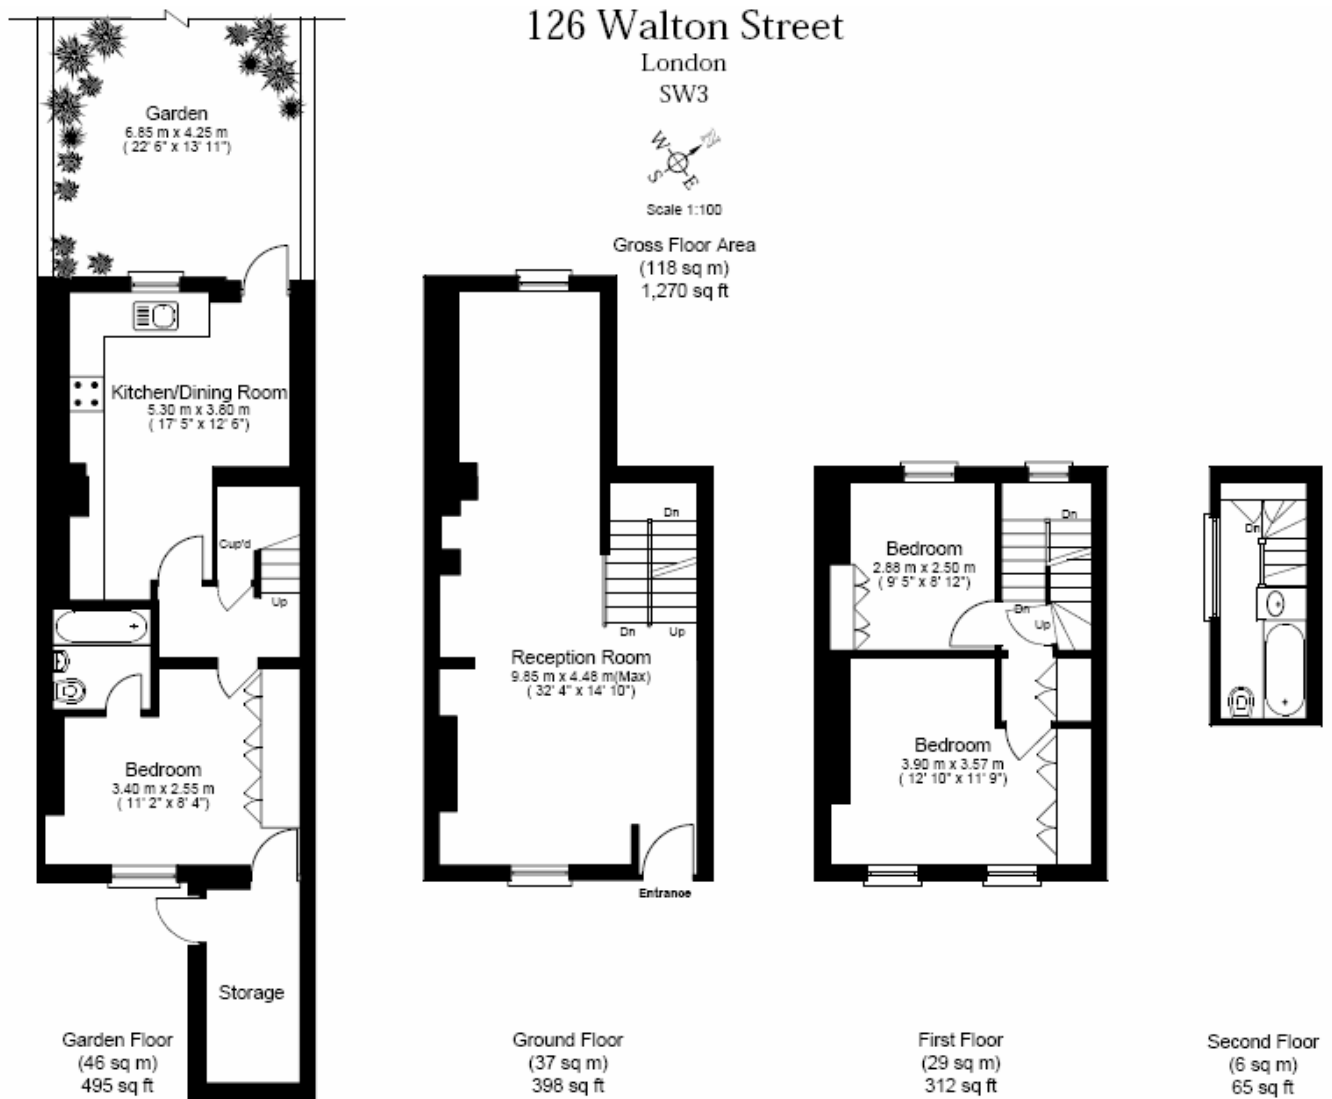 126 Walton Street
London
SW3
W N
S E
Scale 1:100
Gross Floor Area
(118 sq m)
1,270 sq ft
Garden
6.85 m x 4.25 m
( 22' 6" x 13' 11")
Kitchen/Dining Room
5.30 m x 3.80 m
( 17' 5" x 12' 6")
Cup'd
Up
Bedroom
3.40 m x 2.55 m
( 11' 2" x 8' 4")
Storage
Garden Floor
(46 sq m)
495 sq ft
Dn
Dn
Up
Reception Room
9.85 m x 4.48 m(Max)
( 32' 4" x 14' 10")
Entrance
Ground Floor
(37 sq m)
398 sq ft
Bedroom
2.88 m x 2.50 m
( 9' 5" x 8' 12")
Dn
Dn
Up
Bedroom
3.90 m x 3.57 m
( 12' 10" x 11' 9")
First Floor
(29 sq m)
312 sq ft
Dn
Second Floor
(6 sq m)
65 sq ft